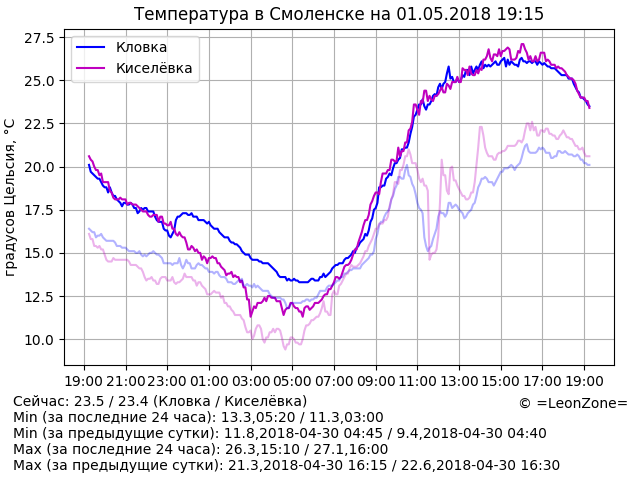 Температура в Смоленске на 01.05.2018 19:15
Кловка
Киселёвка
градусов Цельсия, °C
27.5
25.0
22.5
20.0
17.5
15.0
12.5
10.0
19:00 21:00 23:00 01:00 03:00 05:00 07:00 09:00 11:00 13:00 15:00 17:00 19:00
Сейчас: 23.5 / 23.4 (Кловка / Киселёвка)
© =LeonZone=
Min (за последние 24 часа): 13.3,05:20 / 11.3,03:00
Min (за предыдущие сутки): 11.8,2018-04-30 04:45 / 9.4,2018-04-30 04:40
Max (за последние 24 часа): 26.3,15:10 / 27.1,16:00
Max (за предыдущие сутки): 21.3,2018-04-30 16:15 / 22.6,2018-04-30 16:30